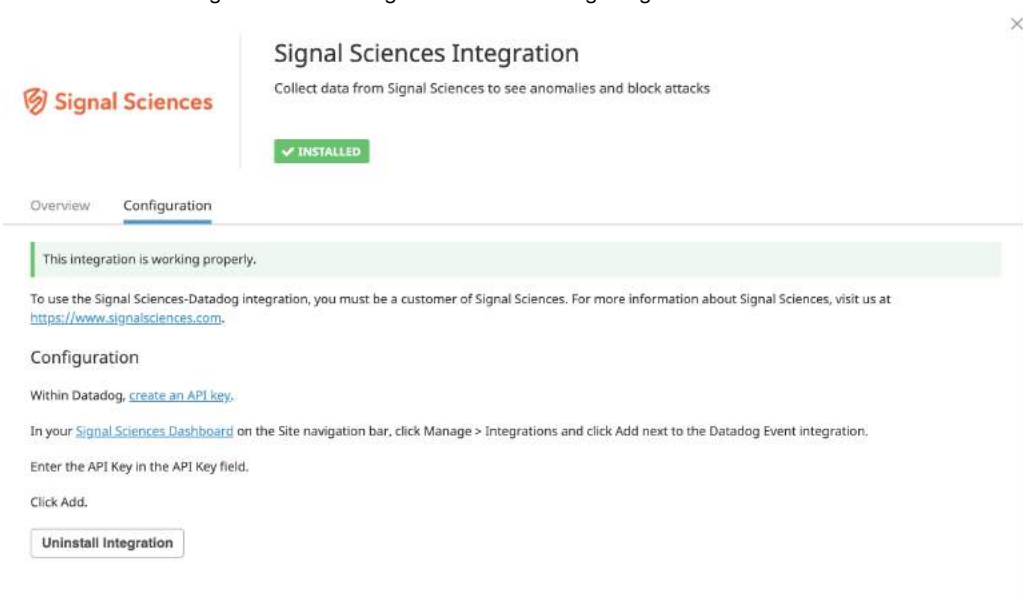 Signal Sciences Integration
Signal Sciences
Collect data from Signal Sciences to see anomalies and block attacks
✓ INSTALLED
Overview Configuration
This integration is working properly.
To use the Signal Sciences-Datadog integration, you must be a customer of Signal Sciences. For more information about Signal Sciences, visit us at
https://www.signalsciences.com.
Configuration
Within Datadog, create an API key.
In your Signal Sciences Dashboard on the Site navigation bar, click Manage > Integrations and click Add next to the Datadog Event integration.
Enter the API Key in the API Key field.
Click Add.
Uninstall Integration